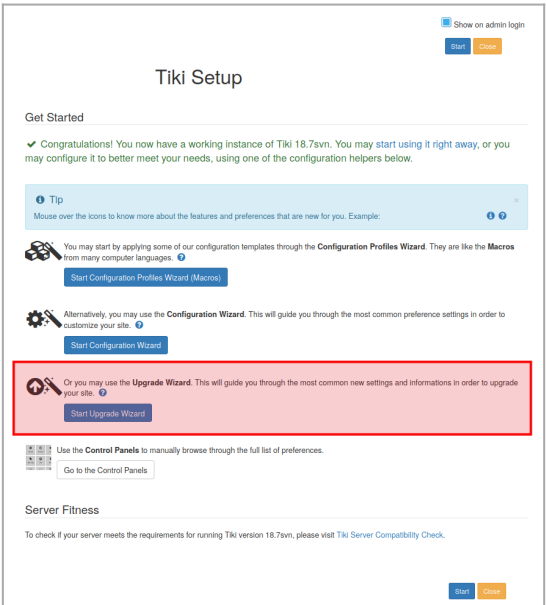 Show on admin login
Start Close
Tiki Setup
Get Started
Congratulations! You now have a working instance of Tiki 18.7svn. You may start using it right away, or you
may configure it to better meet your needs, using one of the configuration helpers below.
Tip
×
Mouse over the icons to know more about the features and preferences that are new for you. Example:
You may start by applying some of our configuration templates through the Configuration Profiles Wizard. They are like the Macros
from many computer languages.
Start Configuration Profiles Wizard (Macros)
Alternatively, you may use the Configuration Wizard. This will guide you through the most common preference settings in order to
customize your site.
Start Configuration Wizard
Or you may use the Upgrade Wizard. This will guide you through the most common new settings and informations in order to upgrade
your site.
Start Upgrade Wizard
Use the Control Panels to manually browse through the full list of preferences.
Go to the Control Panels
Server Fitness
To check if your server meets the requirements for running Tiki version 18.7svn, please visit Tiki Server Compatibility Check.
Start Close